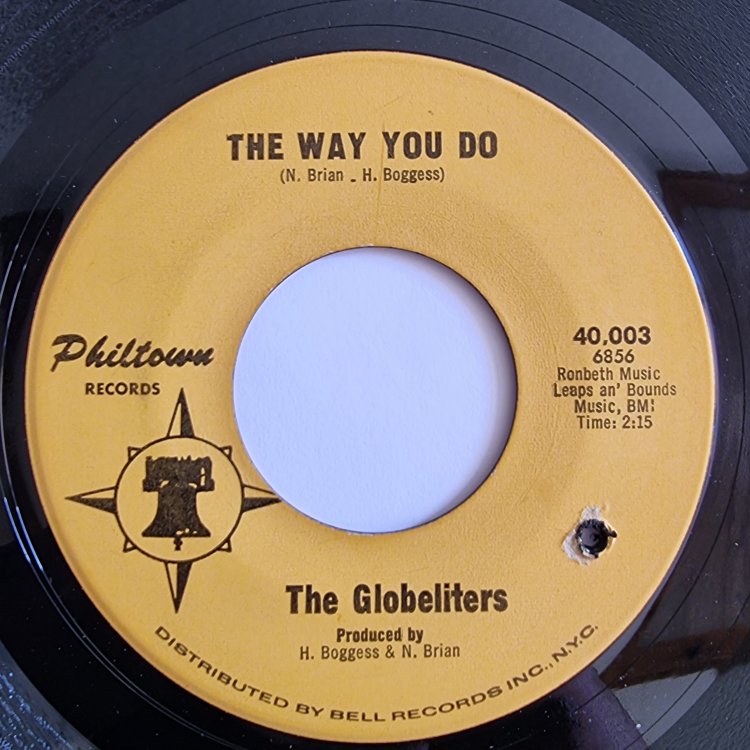 THE WAY YOU DO
(N. Brian - H. Boggess)
Philtown
RECORDS
40,003
6856
Ronbeth Music
Leaps an' Bounds
Music, BMI
Time: 2:15
The Globeliters
Produced by
H. Boggess & N. Brian
DISTRIBUTED BY BELL RECORDS INC., N.Y.C.